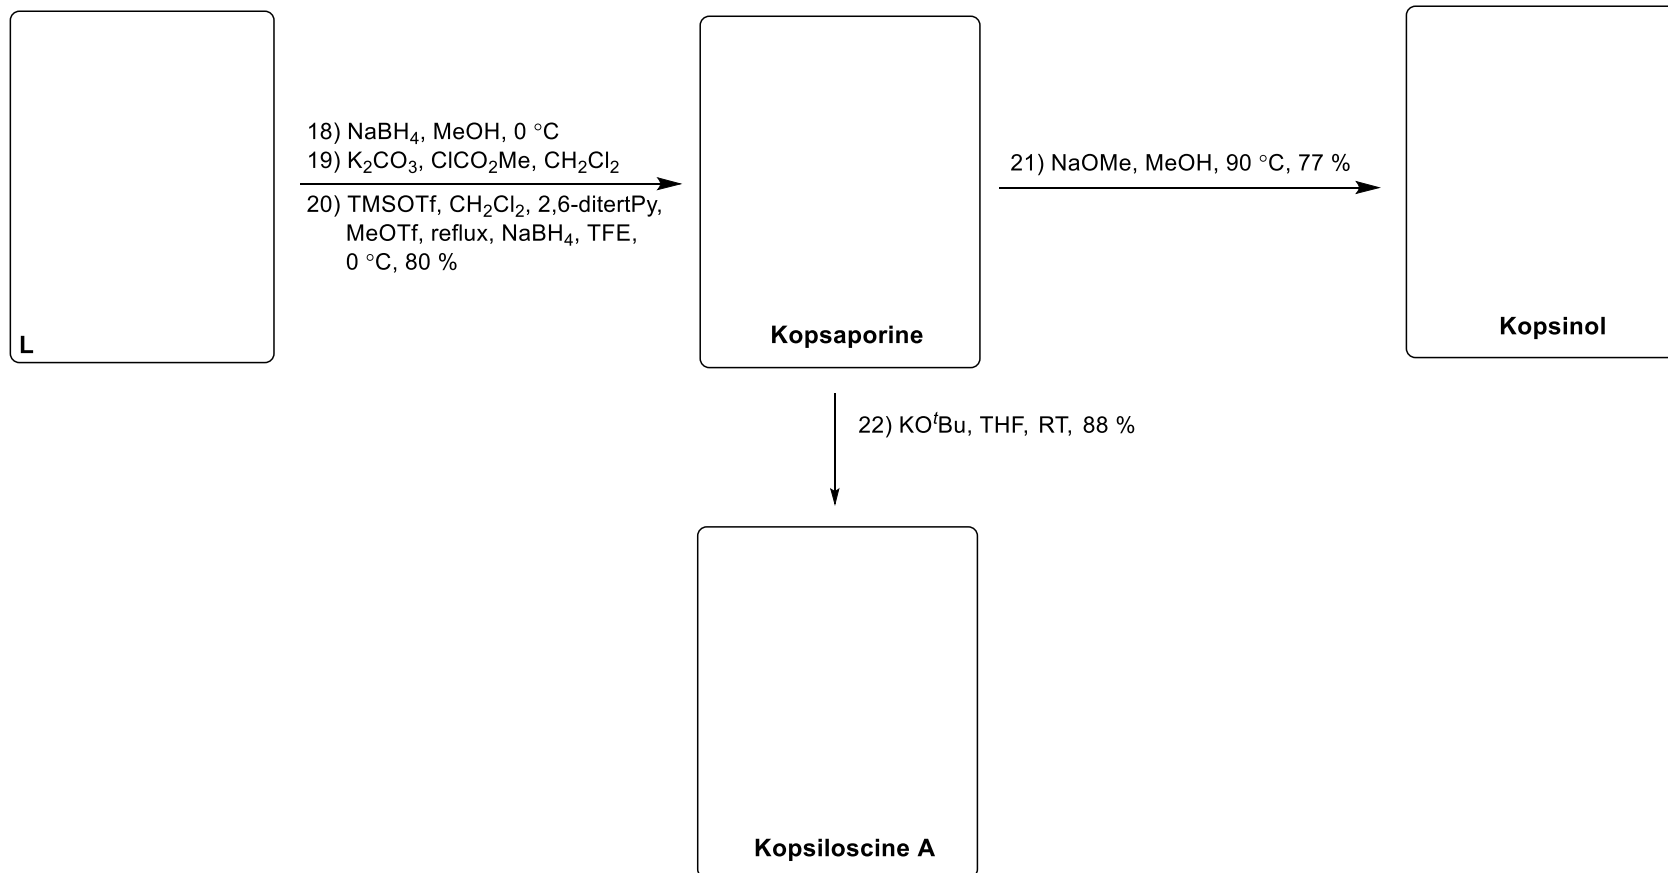 18) NaBH₄, MeOH, 0 °C
19) K₂CO₃, ClCO₂Me, CH₂Cl₂
20) TMSOTf, CH₂Cl₂, 2,6-ditertPy,
MeOTf, reflux, NaBH₄, TFE,
0 °C, 80 %
L
Kopsaporine
21) NaOMe, MeOH, 90 °C, 77 %
Kopsinol
22) KOᵗBu, THF, RT, 88 %
Kopsiloscine A